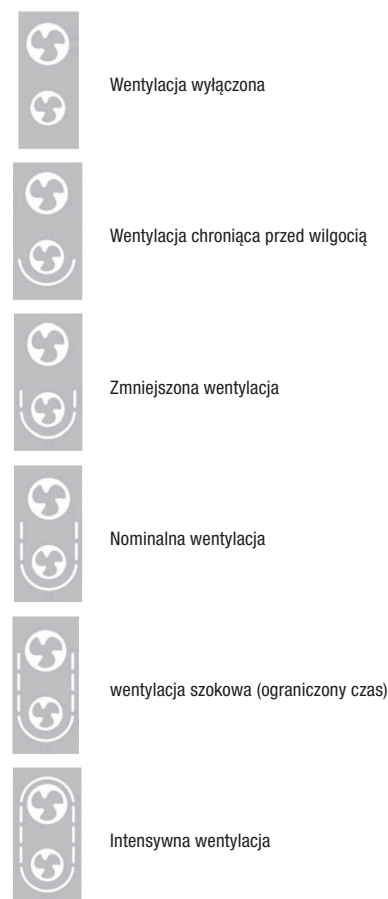 Wentylacja wyłączona
Wentylacja chroniąca przed wilgocią
Zmniejszona wentylacja
Nominalna wentylacja
wentylacja szokowa (ograniczony czas)
Intensywna wentylacja